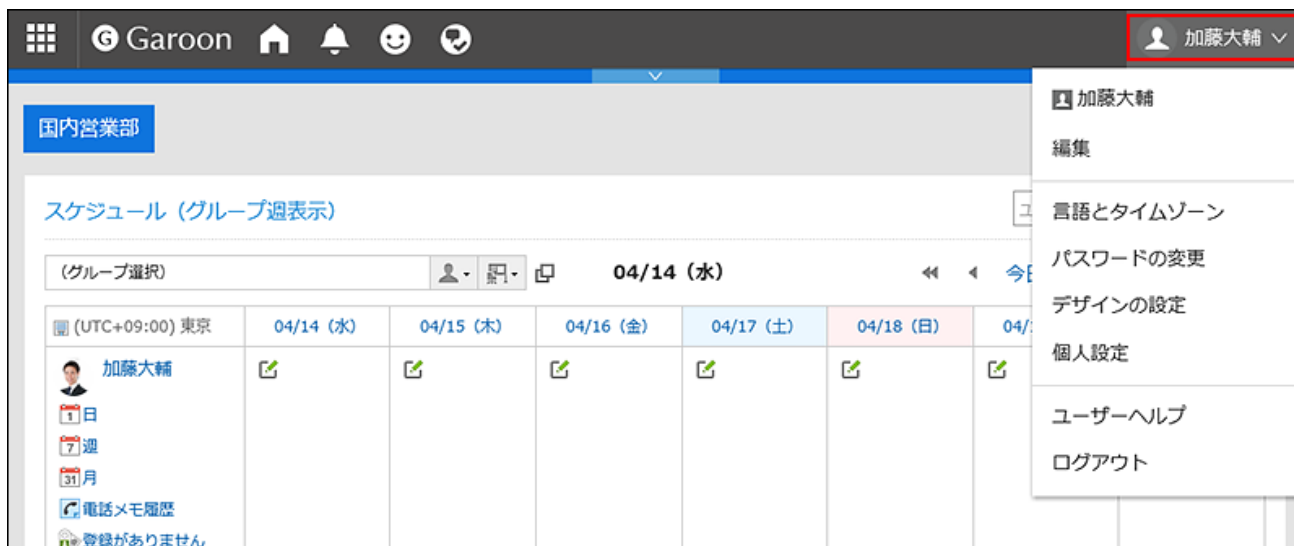 Garoon
加藤大輔
加藤大輔
編集
言語とタイムゾーン
パスワードの変更
デザインの設定
個人設定
ユーザーヘルプ
ログアウト
国内営業部
スケジュール（グループ週表示）
（グループ選択）
04/14（水）
(UTC+09:00) 東京
04/14（水）
04/15（木）
04/16（金）
04/17（土）
04/18（日）
04/
加藤大輔
1 日
7 週
31 月
電話メモ履歴
登録がありません